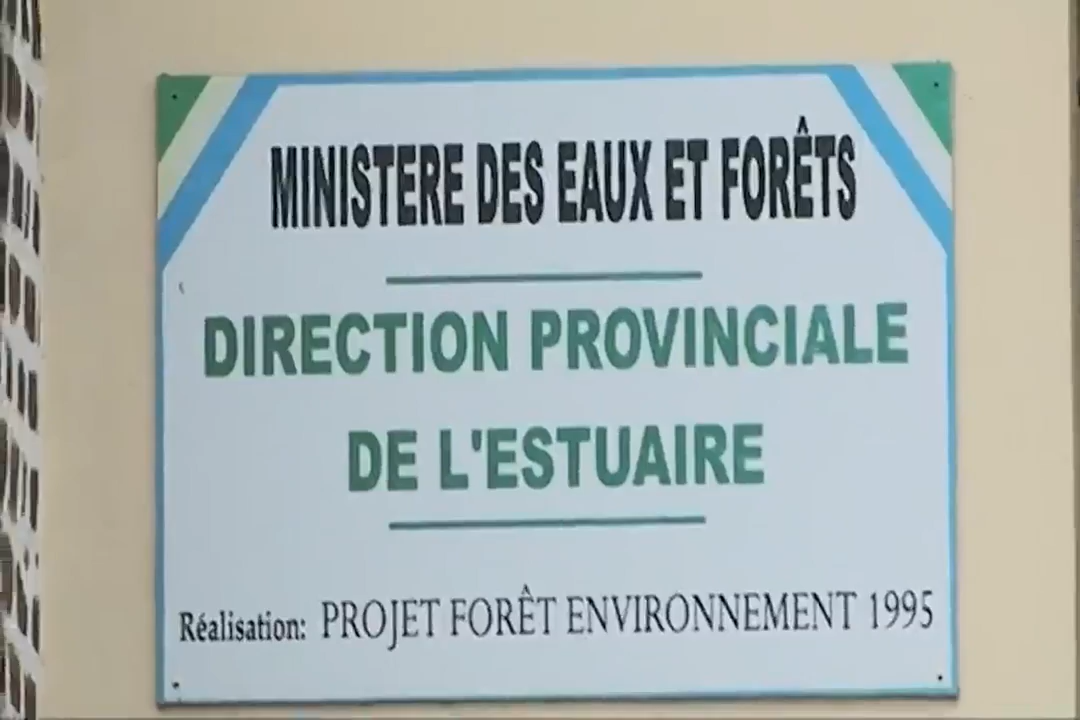 MINISTERE DES EAUX ET FORÊTS
DIRECTION PROVINCIALE
DE L'ESTUAIRE
Réalisation: PROJET FORÊT ENVIRONNEMENT 1995